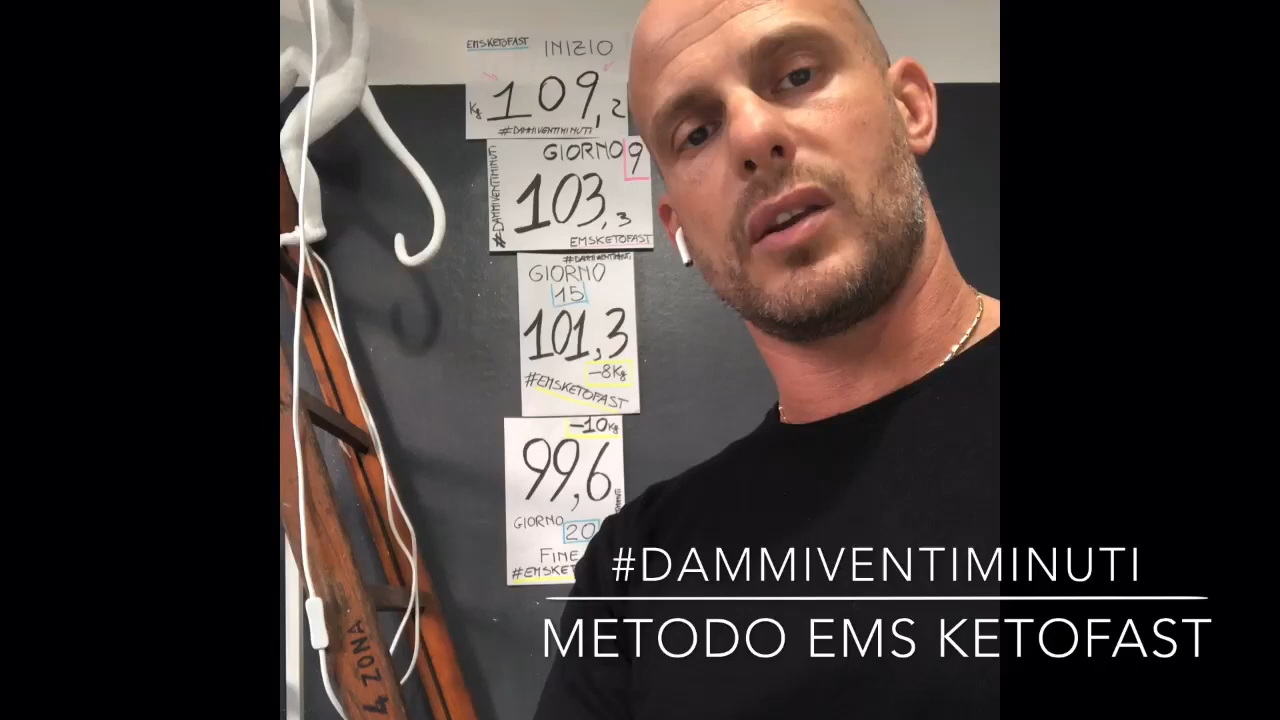 EMSKETOFAST INIZIO
Kg 109,2
#DAMMIVENTIMINUTI
#DAMMIVENTIMINUTI
GIORNO 9
103,3
EMSKETOFAST
#DAMMIVENTIMINUTI
GIORNO
15
101,3
-8Kg
#EMSKETOFAST
-10Kg
99,6
GIORNO 20
FINE
#EMSKET
4 ZONA
#DAMMIVENTIMINUTI
METODO EMS KETOFAST